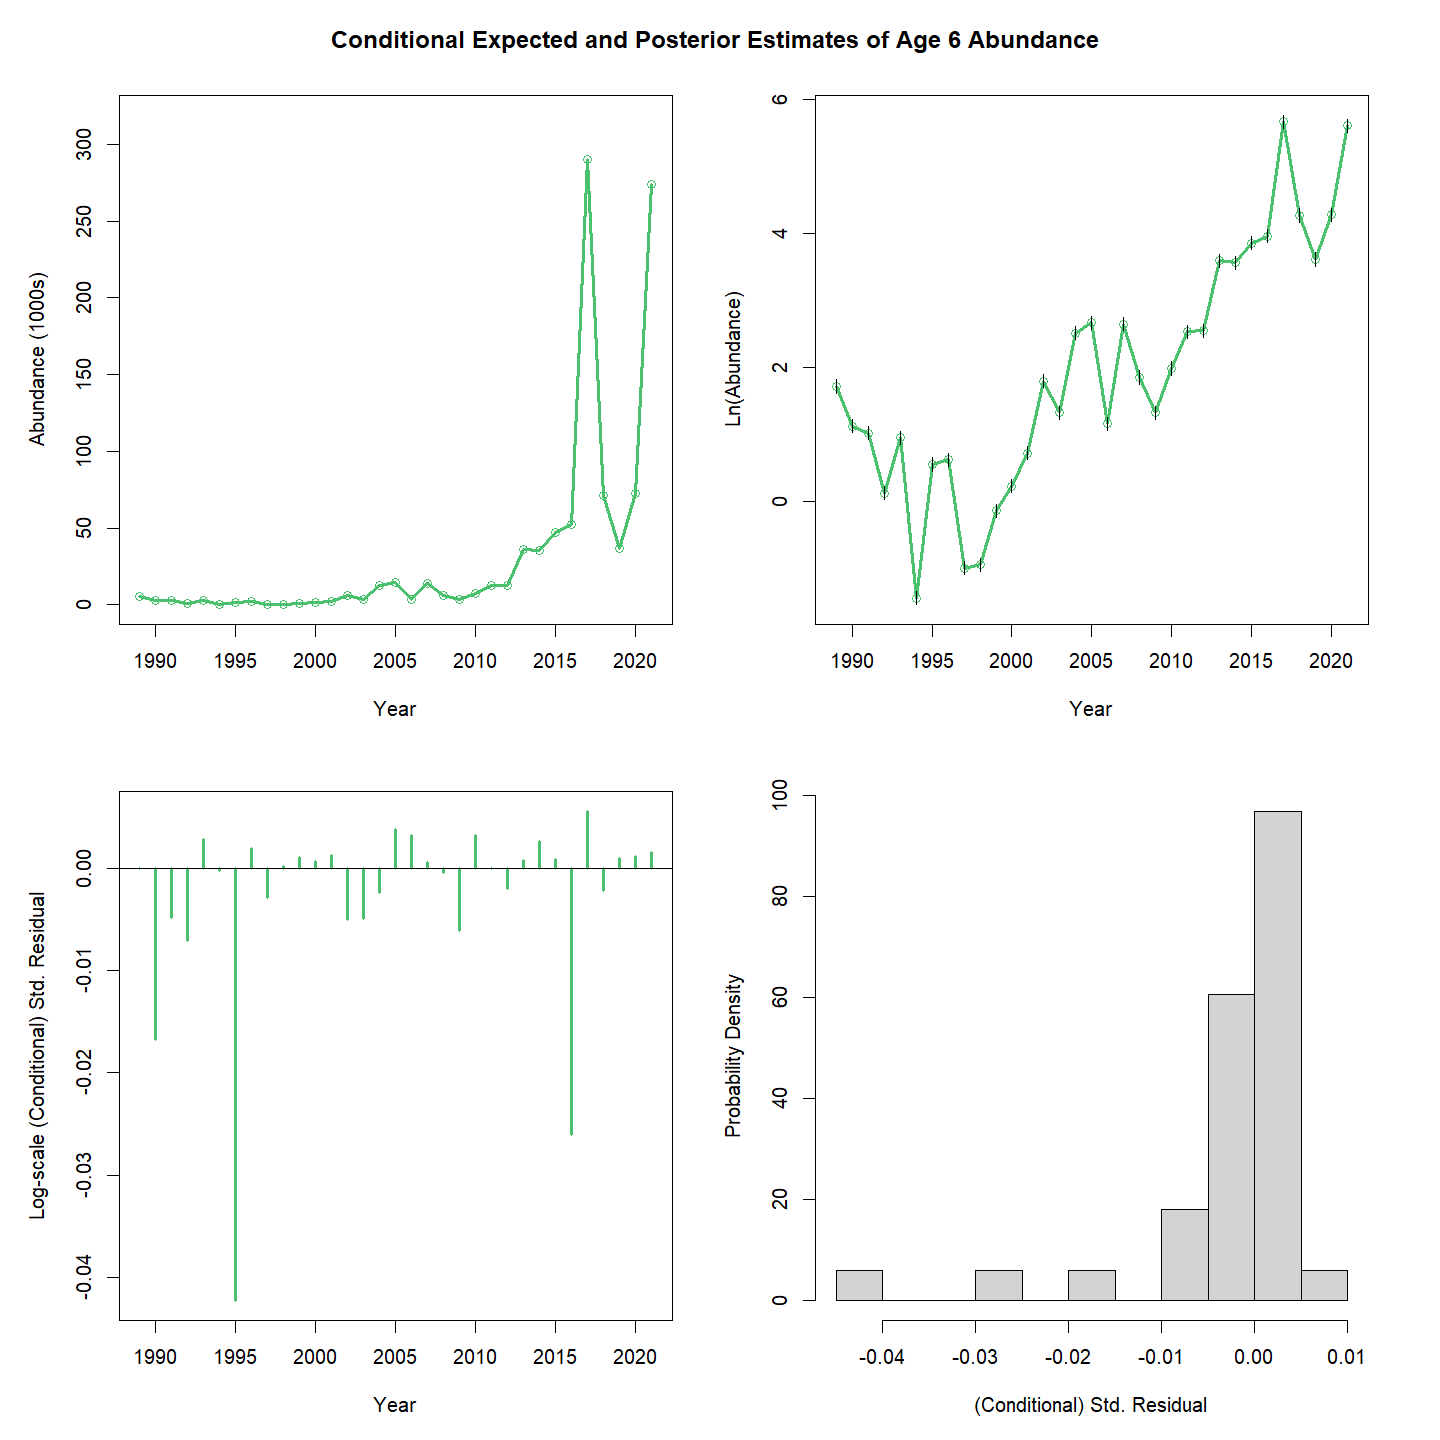 Conditional Expected and Posterior Estimates of Age 6 Abundance
Abundance (1000s)
300
250
200
150
100
50
0
1990 1995 2000 2005 2010 2015 2020
Year
Ln(Abundance)
6
4
2
0
1990 1995 2000 2005 2010 2015 2020
Year
Log-scale (Conditional) Std. Residual
0.00
-0.01
-0.02
-0.03
-0.04
1990 1995 2000 2005 2010 2015 2020
Year
Probability Density
100
80
60
40
20
0
-0.04 -0.03 -0.02 -0.01 0.00 0.01
(Conditional) Std. Residual